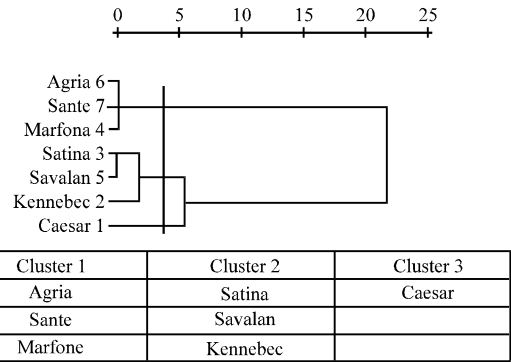 0 5 10 15 20 25
Agria 6
Sante 7
Marfona 4
Satina 3
Savalan 5
Kennebec 2
Caesar 1
Cluster 1 Cluster 2 Cluster 3
Agria Satina Caesar
Sante Savalan
Marfone Kennebec